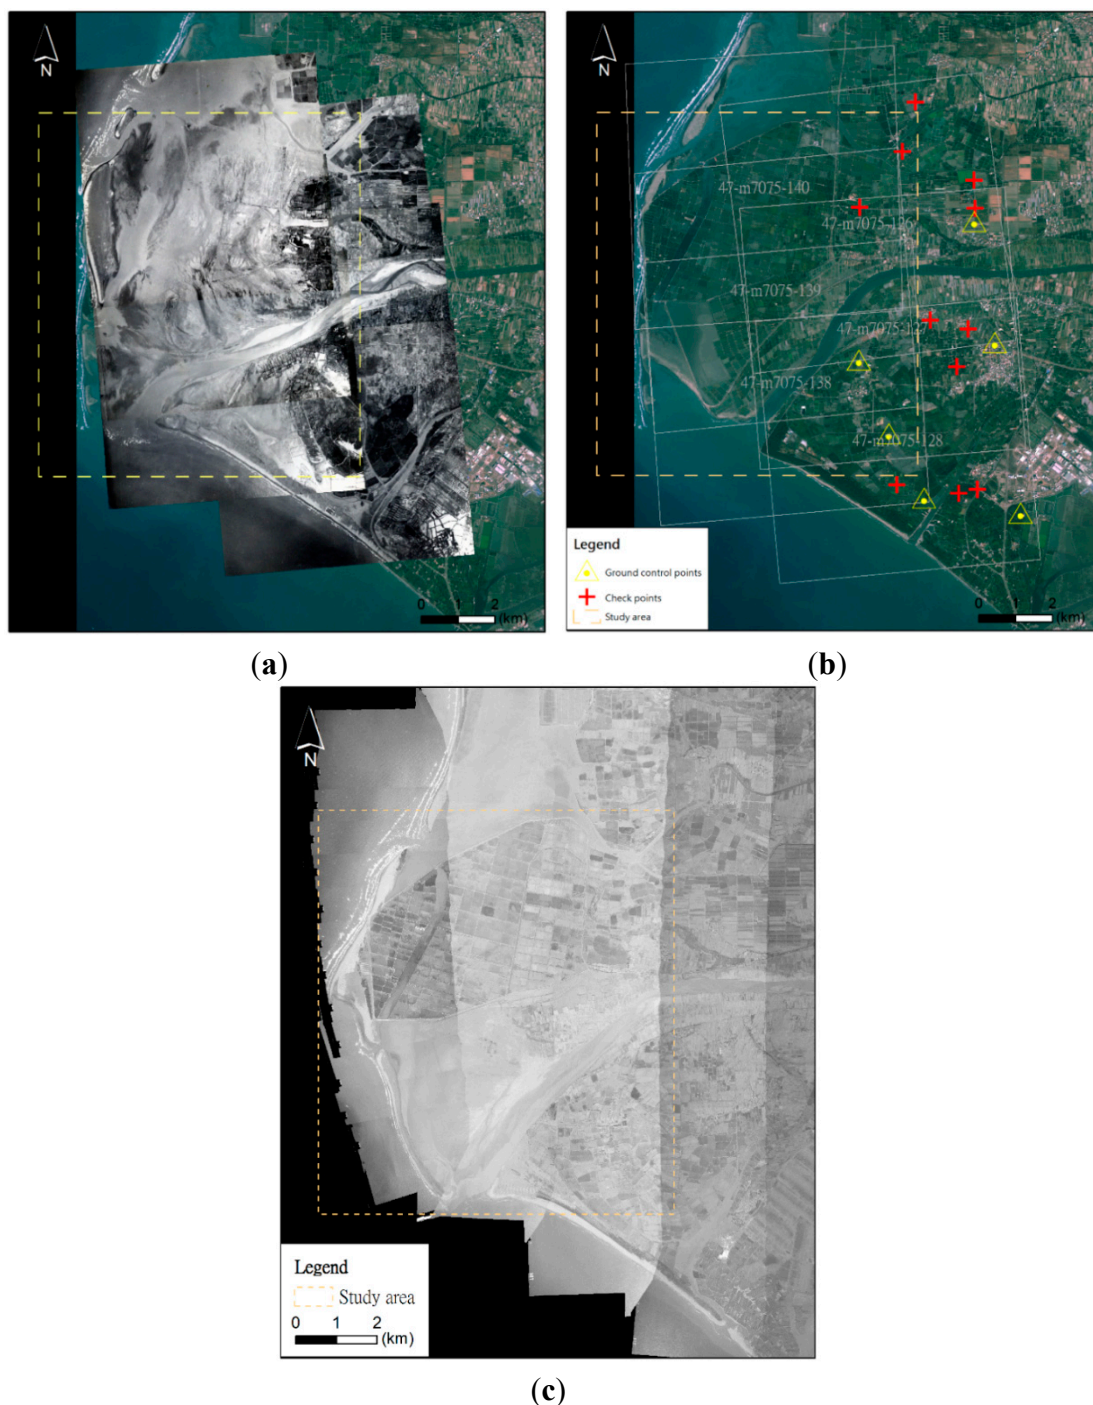 N
0 1 2
(km)
(a)
N
47-m7075-140
47-m7075-126
47-m7075-139
47-m7075-127
47-m7075-138
47-m7075-128
Legend
Ground control points
Check points
Study area
0 1 2
(km)
(b)
N
Legend
Study area
0 1 2
(km)
(c)